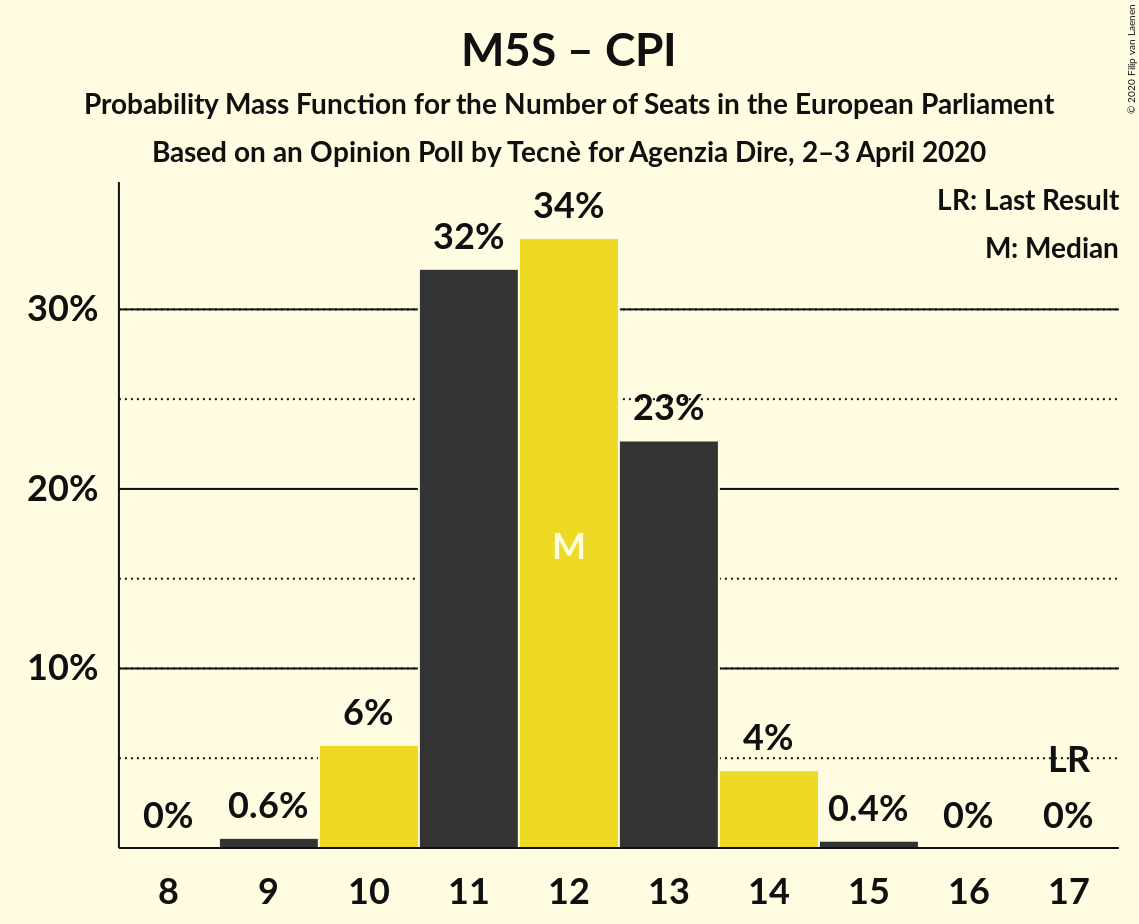 M5S – CPI
Probability Mass Function for the Number of Seats in the European Parliament
Based on an Opinion Poll by Tecnè for Agenzia Dire, 2–3 April 2020
© 2020 Filip van Laenen
LR: Last Result
M: Median
30%
20%
10%
0%
0.6%
6%
32%
34%
23%
4%
0.4%
0%
0%
LR
M
8
9
10
11
12
13
14
15
16
17